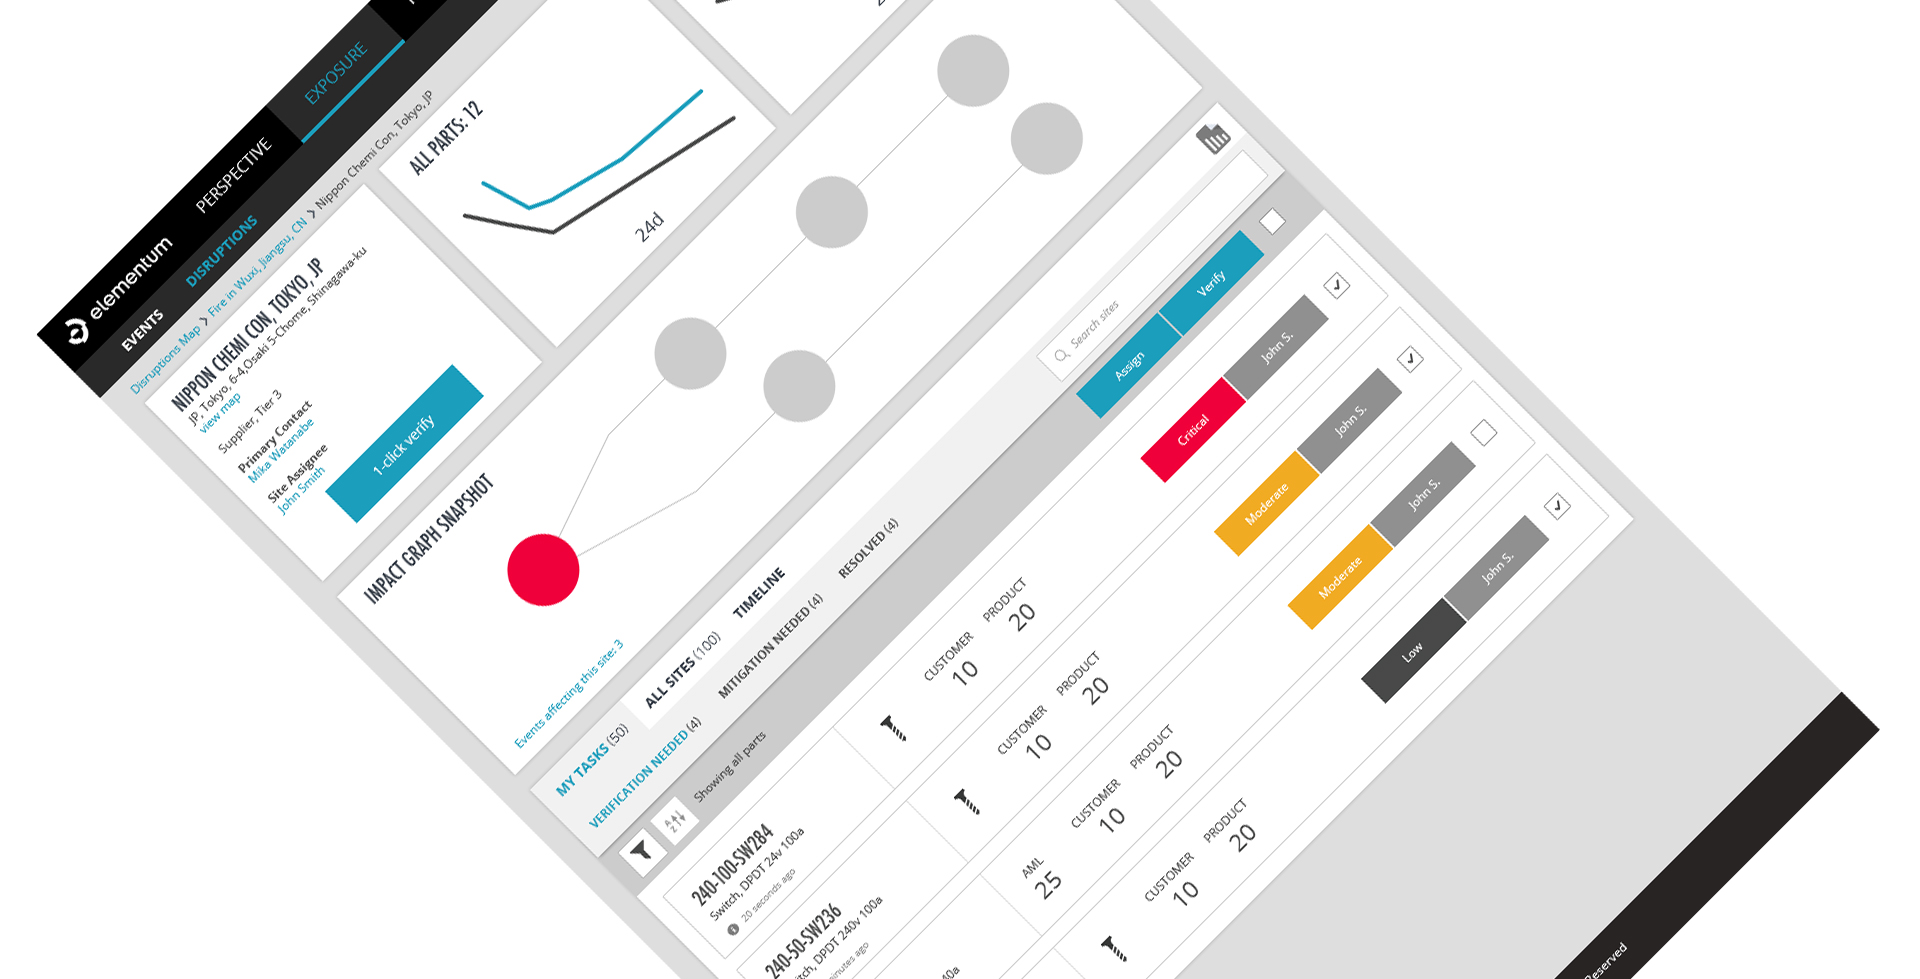 elementum
PERSPECTIVE
EXPOSURE
EVENTS
DISRUPTIONS
Disruptions Map > Fire in Wuxi, Jiangsu, CN > Nippon Chemi Con, Tokyo, JP
NIPPON CHEMI CON, TOKYO, JP
JP, Tokyo, 6-4,Osaki 5-Chome, Shinagawa-ku
view map
Supplier, Tier 3
Primary Contact
Mika Watanabe
Site Assignee
John Smith
1-click verify
ALL PARTS: 12
24d
IMPACT GRAPH SNAPSHOT
Events affecting this site: 3
MY TASKS (50)
ALL SITES (100)
TIMELINE
VERIFICATION NEEDED (4)
MITIGATION NEEDED (4)
RESOLVED (4)
Search sites
Showing all parts
Assign
Verify
240-100-SW284
Switch, DPDT 24v 100a
20 seconds ago
CUSTOMER
10
PRODUCT
20
Critical
John S.
240-50-SW236
DPDT 240v 100a
ago
CUSTOMER
10
PRODUCT
20
Moderate
John S.
AML
25
CUSTOMER
10
PRODUCT
20
Moderate
John S.
CUSTOMER
10
PRODUCT
20
Low
John S.
Reserved